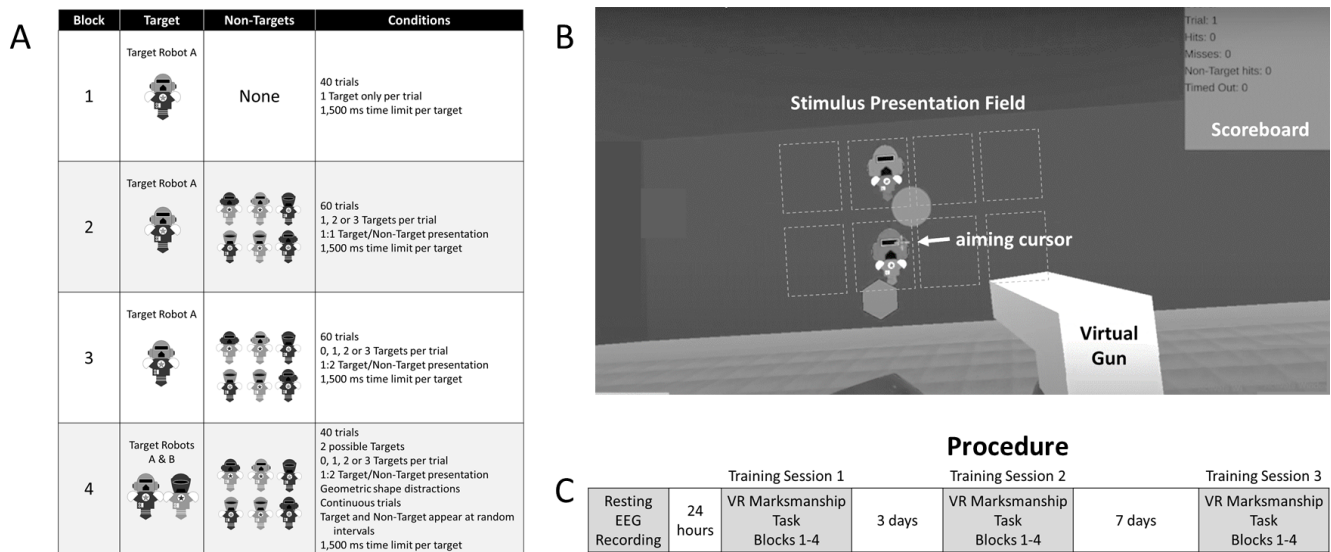 A
Block Target Non-Targets Conditions
1
Target Robot A
None
40 trials
1 Target only per trial
1,500 ms time limit per target
2
Target Robot A
60 trials
1, 2 or 3 Targets per trial
1:1 Target/Non-Target presentation
1,500 ms time limit per target
3
Target Robot A
60 trials
0, 1, 2 or 3 Targets per trial
1:2 Target/Non-Target presentation
1,500 ms time limit per target
4
Target Robots
A & B
40 trials
2 possible Targets
0, 1, 2 or 3 Targets per trial
1:2 Target/Non-Target presentation
Geometric shape distractions
Continuous trials
Target and Non-Target appear at random
intervals
1,500 ms time limit per target
B
Trial: 1
Hits: 0
Misses: 0
Non-Target hits: 0
Timed Out: 0
Scoreboard
Stimulus Presentation Field
aiming cursor
Virtual
Gun
Procedure
C
Training Session 1 Training Session 2 Training Session 3
Resting
EEG
Recording
24
hours
VR Marksmanship
Task
Blocks 1-4
3 days
VR Marksmanship
Task
Blocks 1-4
7 days
VR Marksmanship
Task
Blocks 1-4